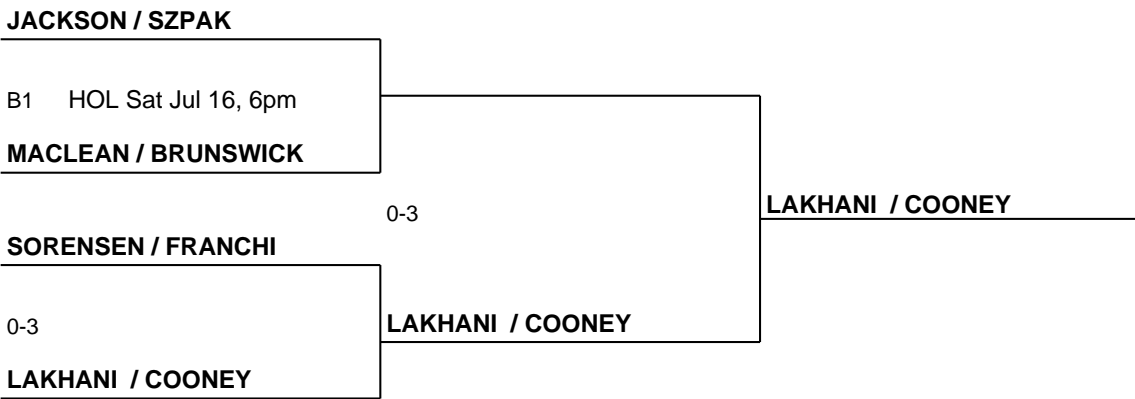 JACKSON / SZPAK
B1 HOL Sat Jul 16, 6pm
MACLEAN / BRUNSWICK
0-3
LAKHANI / COONEY
SORENSEN / FRANCHI
0-3
LAKHANI / COONEY
LAKHANI / COONEY